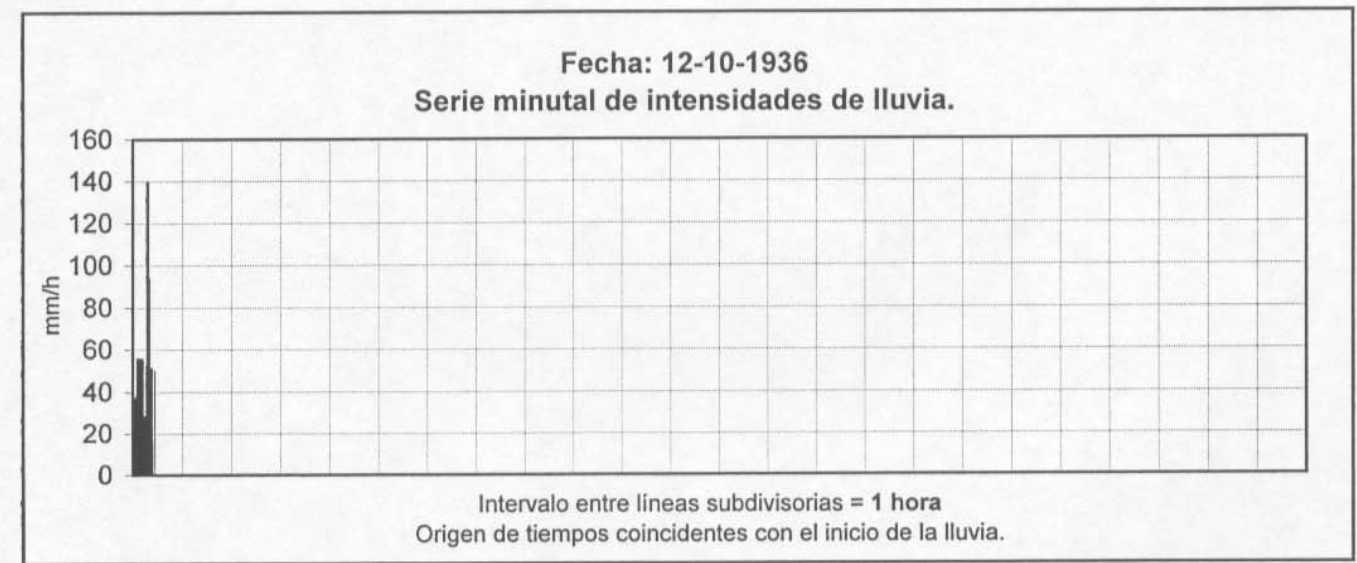 Fecha: 12-10-1936
Serie minutal de intensidades de lluvia.
160
140
120
100
80
60
40
20
0
mm/h
Intervalo entre líneas subdivisorias = 1 hora
Origen de tiempos coincidentes con el inicio de la lluvia.